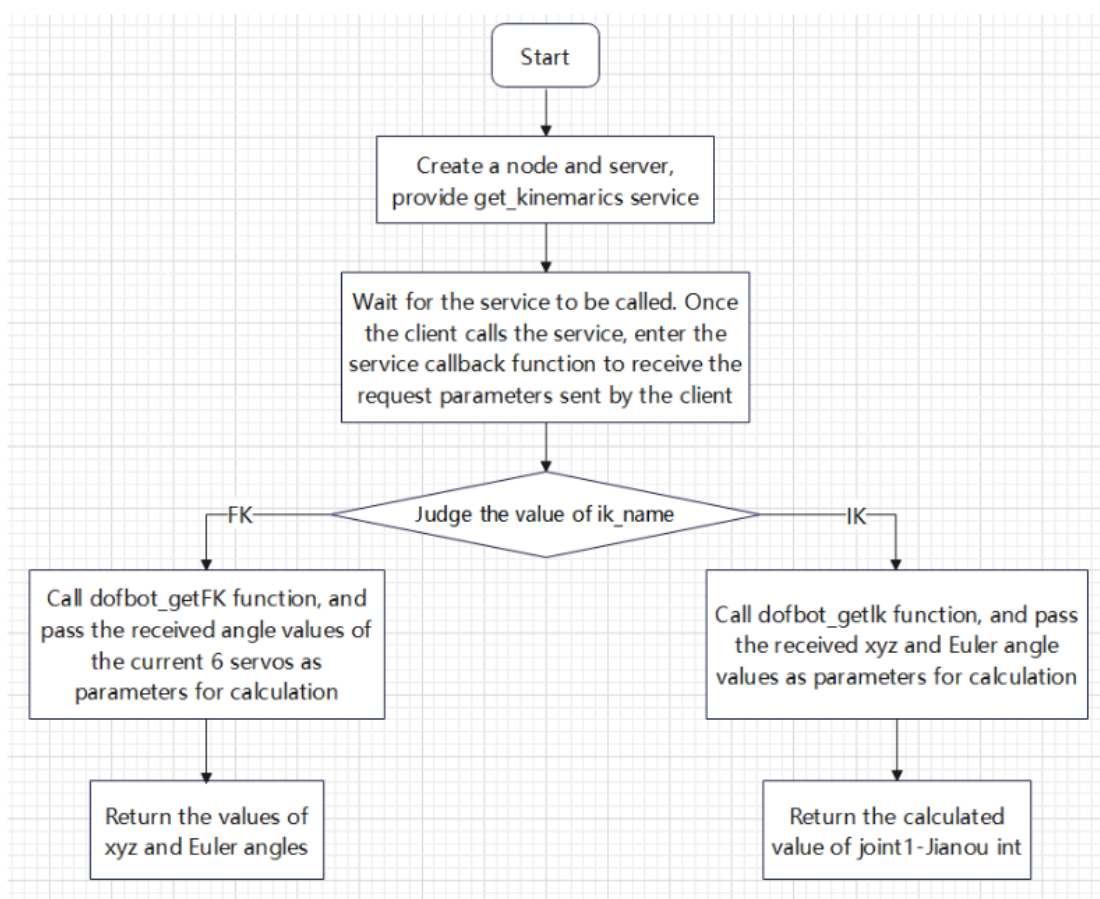 Start
Create a node and server,
provide get_kinemarics service
Wait for the service to be called. Once
the client calls the service, enter the
service callback function to receive the
request parameters sent by the client
Judge the value of ik_name
FK
IK
Call dofbot_getFK function, and
pass the received angle values of
the current 6 servos as
parameters for calculation
Call dofbot_getIk function, and pass
the received xyz and Euler angle
values as parameters for calculation
Return the values of
xyz and Euler angles
Return the calculated
value of joint1-Jianou int